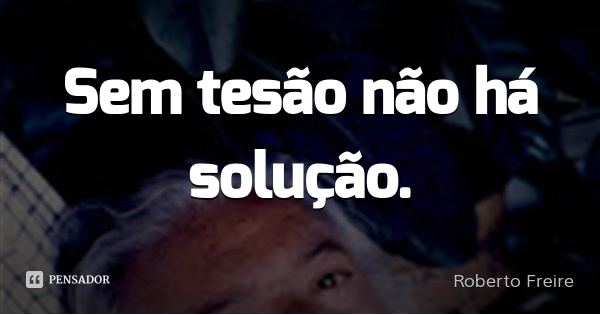 Sem tesão não há
solução.
PENSADOR
Roberto Freire